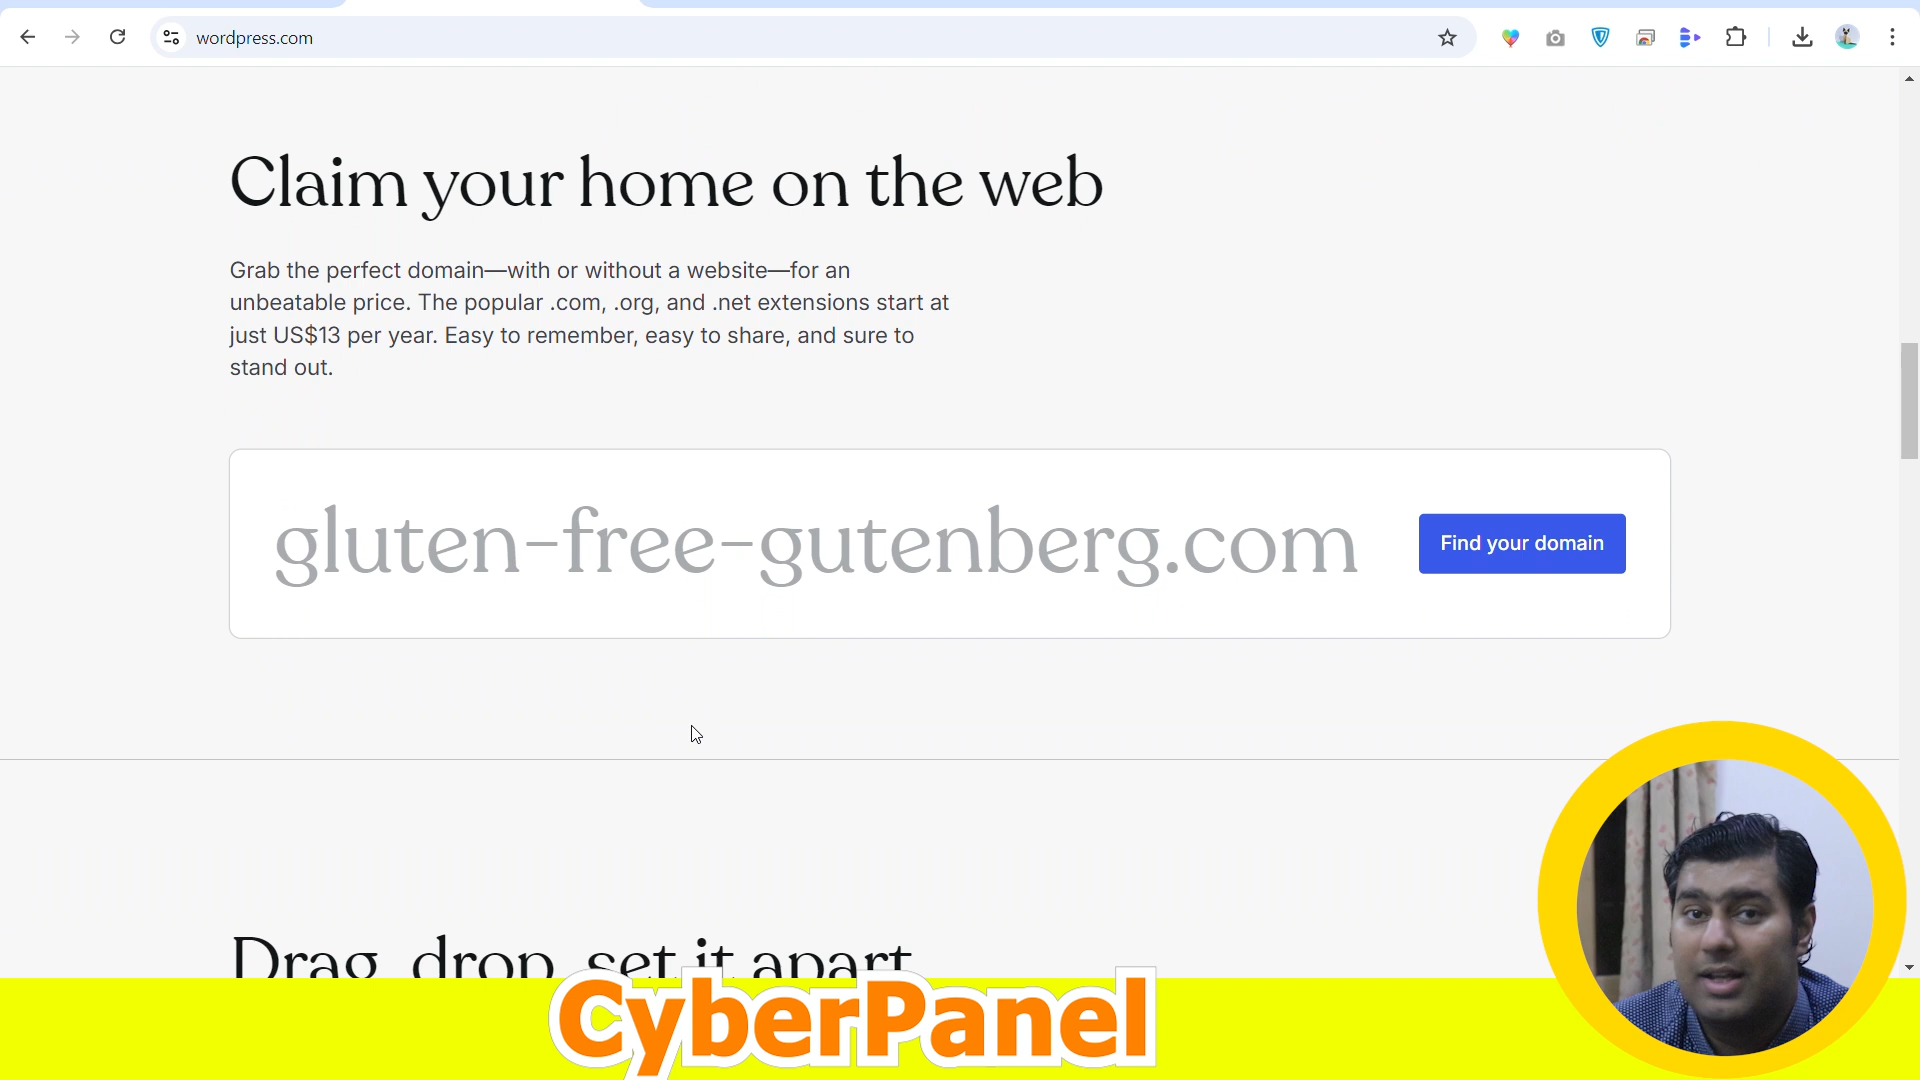 wordpress.com
Claim your home on the web
Grab the perfect domain—with or without a website—for an
unbeatable price. The popular .com, .org, and .net extensions start at
just US$13 per year. Easy to remember, easy to share, and sure to
stand out.
gluten-free-gutenberg.com
Find your domain
Drag, drop, set it apart
CyberPanel